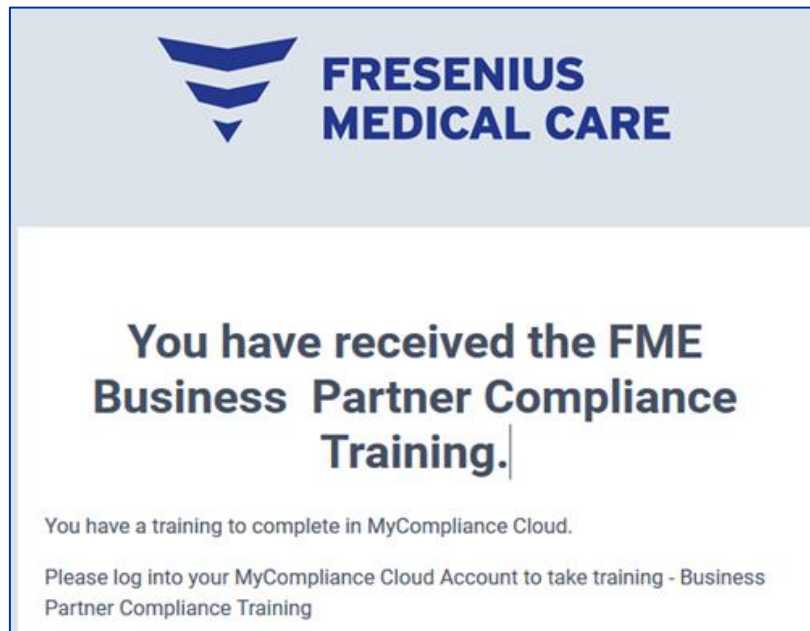 FRESENIUS
MEDICAL CARE
You have received the FME
Business  Partner Compliance
Training.
You have a training to complete in MyCompliance Cloud.
Please log into your MyCompliance Cloud Account to take training - Business
Partner Compliance Training